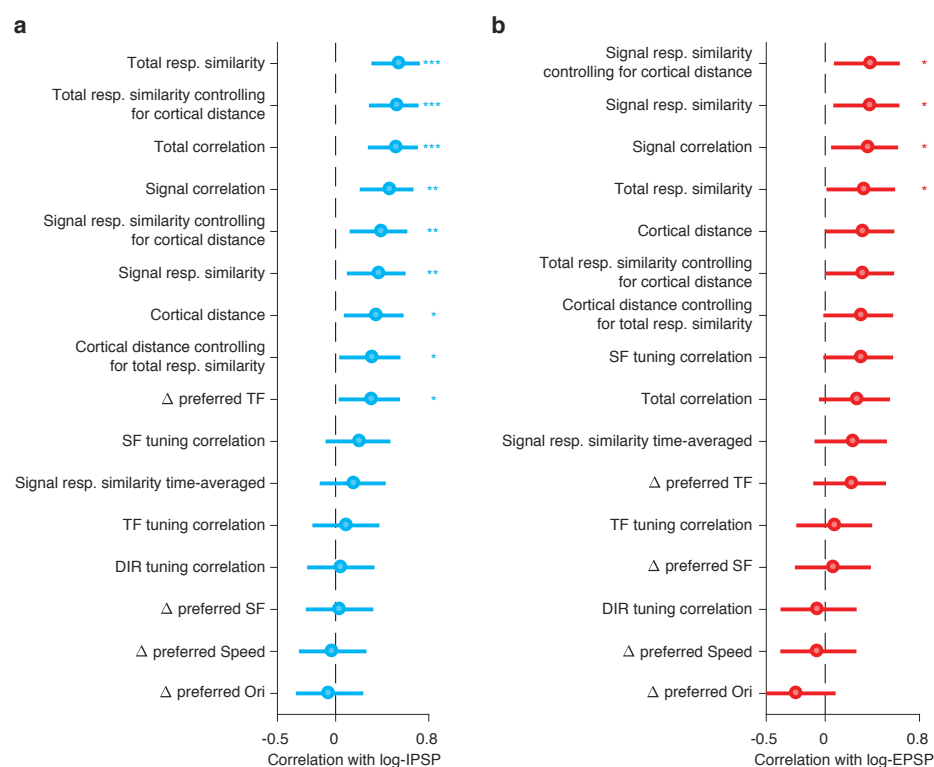 a
Total resp. similarity
***
Total resp. similarity controlling
for cortical distance
***
Total correlation
***
Signal correlation
**
Signal resp. similarity controlling
for cortical distance
**
Signal resp. similarity
**
Cortical distance
*
Cortical distance controlling
for total resp. similarity
*
Δ preferred TF
*
SF tuning correlation
Signal resp. similarity time-averaged
TF tuning correlation
DIR tuning correlation
Δ preferred SF
Δ preferred Speed
Δ preferred Ori
-0.5 0 0.8
Correlation with log-IPSP
b
Signal resp. similarity
controlling for cortical distance
*
Signal resp. similarity
*
Signal correlation
*
Total resp. similarity
*
Cortical distance
Total resp. similarity controlling
for cortical distance
Cortical distance controlling
for total resp. similarity
SF tuning correlation
Total correlation
Signal resp. similarity time-averaged
Δ preferred TF
TF tuning correlation
Δ preferred SF
DIR tuning correlation
Δ preferred Speed
Δ preferred Ori
-0.5 0 0.8
Correlation with log-EPSP